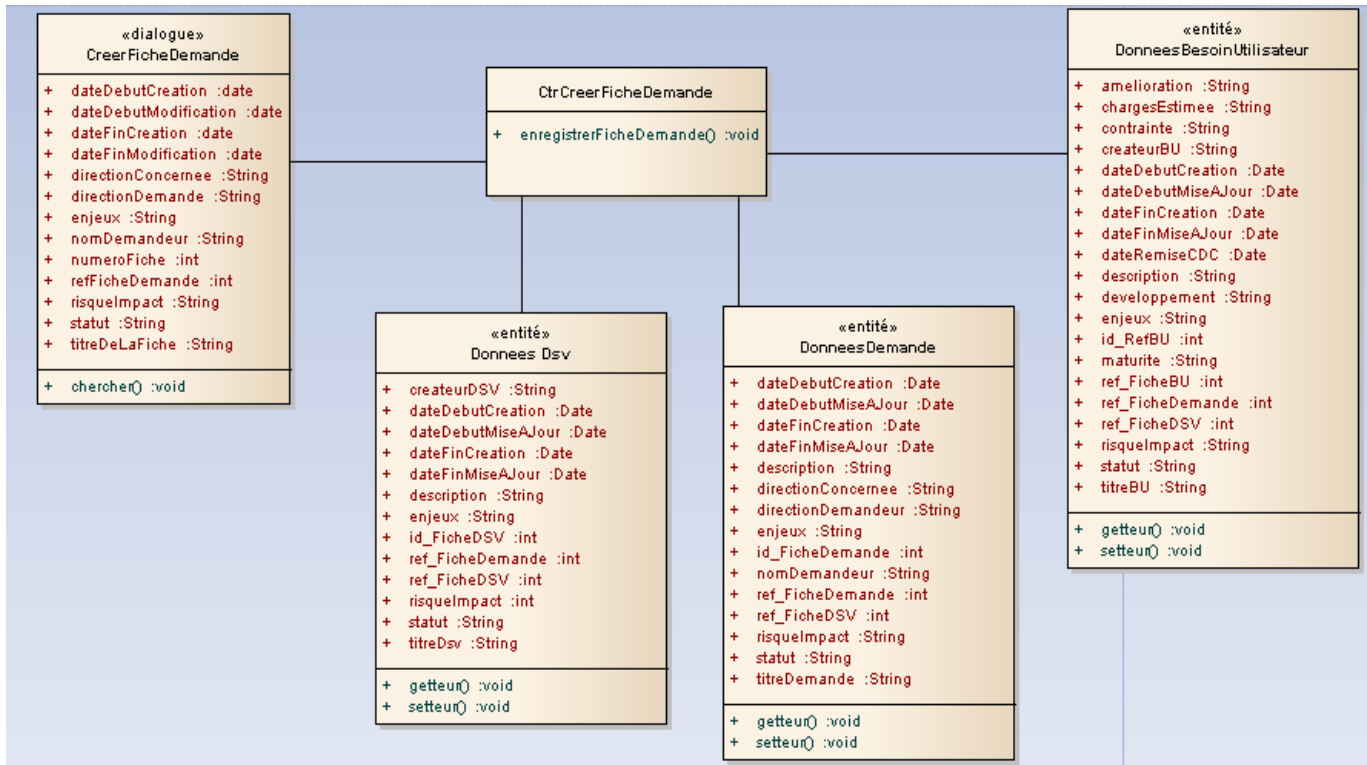 «dialogue»
CreerFicheDemande
+ dateDebutCreation :date
+ dateDebutModification :date
+ dateFinCreation :date
+ dateFinModification :date
+ directionConcernee :String
+ directionDemande :String
+ enjeux :String
+ nomDemandeur :String
+ numeroFiche :int
+ refFicheDemande :int
+ risqueImpact :String
+ statut :String
+ titreDeLaFiche :String
+ chercher() :void
CtrCreerFicheDemande
+ enregistrerFicheDemande() :void
«entité»
DonneesBesoinUtilisateur
+ amelioration :String
+ chargesEstimee :String
+ contrainte :String
+ createurBU :String
+ dateDebutCreation :Date
+ dateDebutMiseAJour :Date
+ dateFinCreation :Date
+ dateFinMiseAJour :Date
+ dateRemiseCDC :Date
+ description :String
+ developpement :String
+ enjeux :String
+ id_RefBU :int
+ maturite :String
+ ref_FicheBU :int
+ ref_FicheDemande :int
+ ref_FicheDSV :int
+ risqueImpact :String
+ statut :String
+ titreBU :String
+ getteur() :void
+ setteur() :void
«entité»
Donnees Dsv
+ createurDSV :String
+ dateDebutCreation :Date
+ dateDebutMiseAJour :Date
+ dateFinCreation :Date
+ dateFinMiseAJour :Date
+ description :String
+ enjeux :String
+ id_FicheDSV :int
+ ref_FicheDemande :int
+ ref_FicheDSV :int
+ risqueImpact :int
+ statut :String
+ titreDsv :String
+ getteur() :void
+ setteur() :void
«entité»
DonneesDemande
+ dateDebutCreation :Date
+ dateDebutMiseAJour :Date
+ dateFinCreation :Date
+ dateFinMiseAJour :Date
+ description :String
+ directionConcernee :String
+ directionDemandeur :String
+ enjeux :String
+ id_FicheDemande :int
+ nomDemandeur :String
+ ref_FicheDemande :int
+ ref_FicheDSV :int
+ risqueImpact :String
+ statut :String
+ titreDemande :String
+ getteur() :void
+ setteur() :void